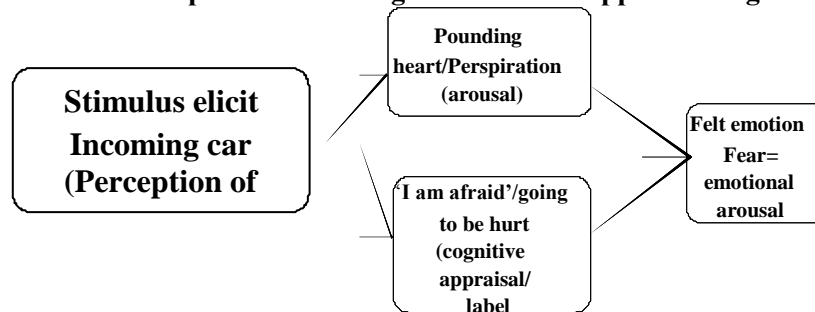 Stimulus elicit
Incoming car
(Perception of
Pounding
heart/Perspiration
(arousal)
'I am afraid'/going
to be hurt
(cognitive
appraisal/
label
Felt emotion
Fear=
emotional
arousal